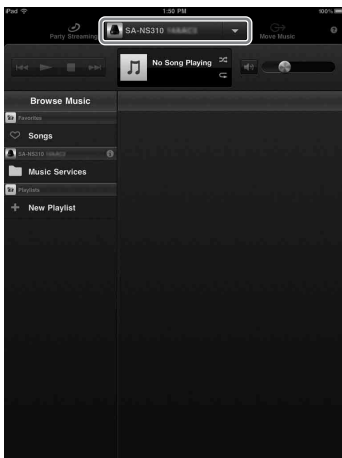 iPad 1:50 PM 100%
Party Streaming SA-NS310 Move Music
No Song Playing
Browse Music
Favorites
Songs
SA-NS310
Music Services
Playlists
New Playlist